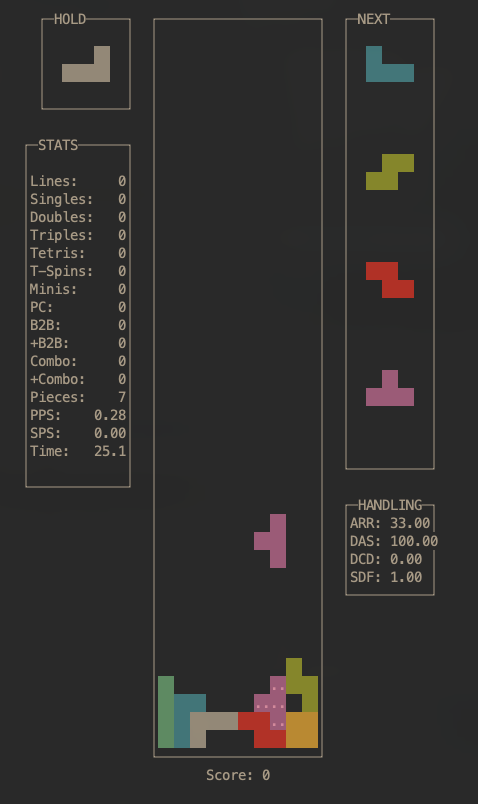 HOLD
NEXT
STATS
Lines: 0
Singles: 0
Doubles: 0
Triples: 0
Tetris: 0
T-Spins: 0
Minis: 0
PC: 0
B2B: 0
+B2B: 0
Combo: 0
+Combo: 0
Pieces: 7
PPS: 0.28
SPS: 0.00
Time: 25.1
HANDLING
ARR: 33.00
DAS: 100.00
DCD: 0.00
SDF: 1.00
Score: 0